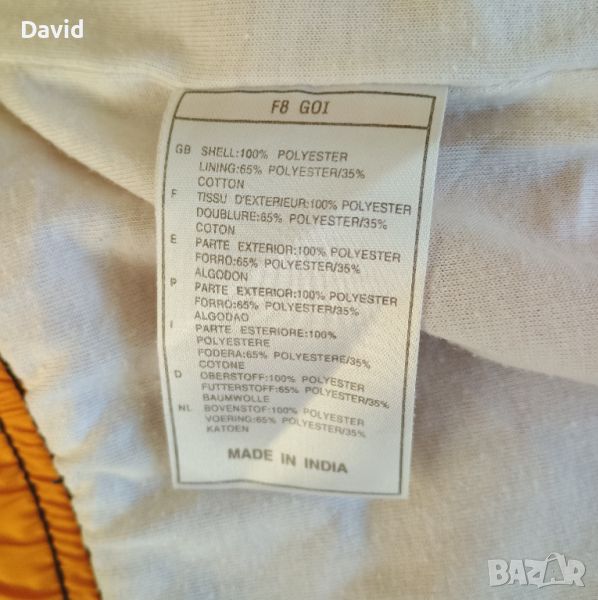 David
F8 GOI
GB SHELL:100% POLYESTER
LINING:65% POLYESTER/35%
COTTON
F TISSU D'EXTERIEUR:100% POLYESTER
DOUBLURE:65% POLYESTER/35%
COTON
E PARTE EXTERIOR:100% POLYESTER
FORRO:65% POLYESTER/35%
ALGODON
P PARTE EXTERIOR:100% POLYESTER
FORRO:65% POLYESTER/35%
ALGODAO
I PARTE ESTERIORE:100%
POLYESTERE
FODERA:65% POLYESTERE/35%
COTONE
D OBERSTOFF:100% POLYESTER
FUTTERSTOFF:65% POLYESTER/35%
BAUMWOLLE
NL BOVENSTOF:100% POLYESTER
VOERING:65% POLYESTER/35%
KATOEN
MADE IN INDIA
BAZAR